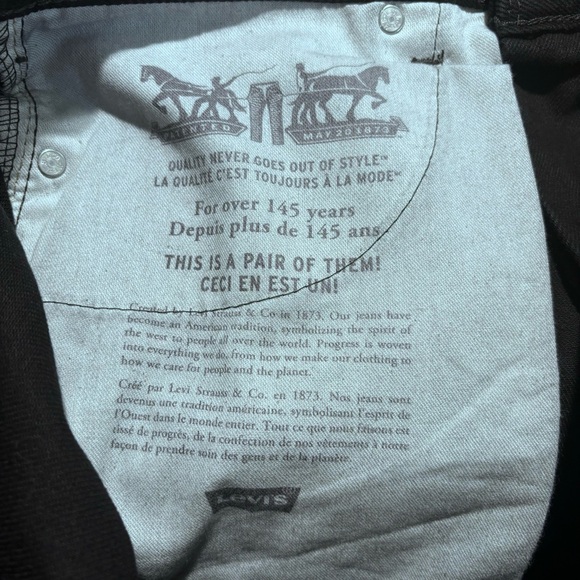 PATENTED MAY 20 1873
QUALITY NEVER GOES OUT OF STYLE™
LA QUALITÉ C'EST TOUJOURS À LA MODE™
For over 145 years
Depuis plus de 145 ans
THIS IS A PAIR OF THEM!
CECI EN EST UN!
Created by Levi Strauss & Co in 1873. Our jeans have
become an American tradition, symbolizing the spirit of
the west to people all over the world. Progress is woven
into everything we do, from how we make our clothing to
how we care for people and the planet.
Créé par Levi Strauss & Co. en 1873. Nos jeans sont
devenus une tradition américaine, symbolisant l'esprit de
l'Ouest dans le monde entier. Tout ce que nous faisons est
tissé de progrès, de la confection de nos vêtements à notre
façon de prendre soin des gens et de la planète.
LEVI'S